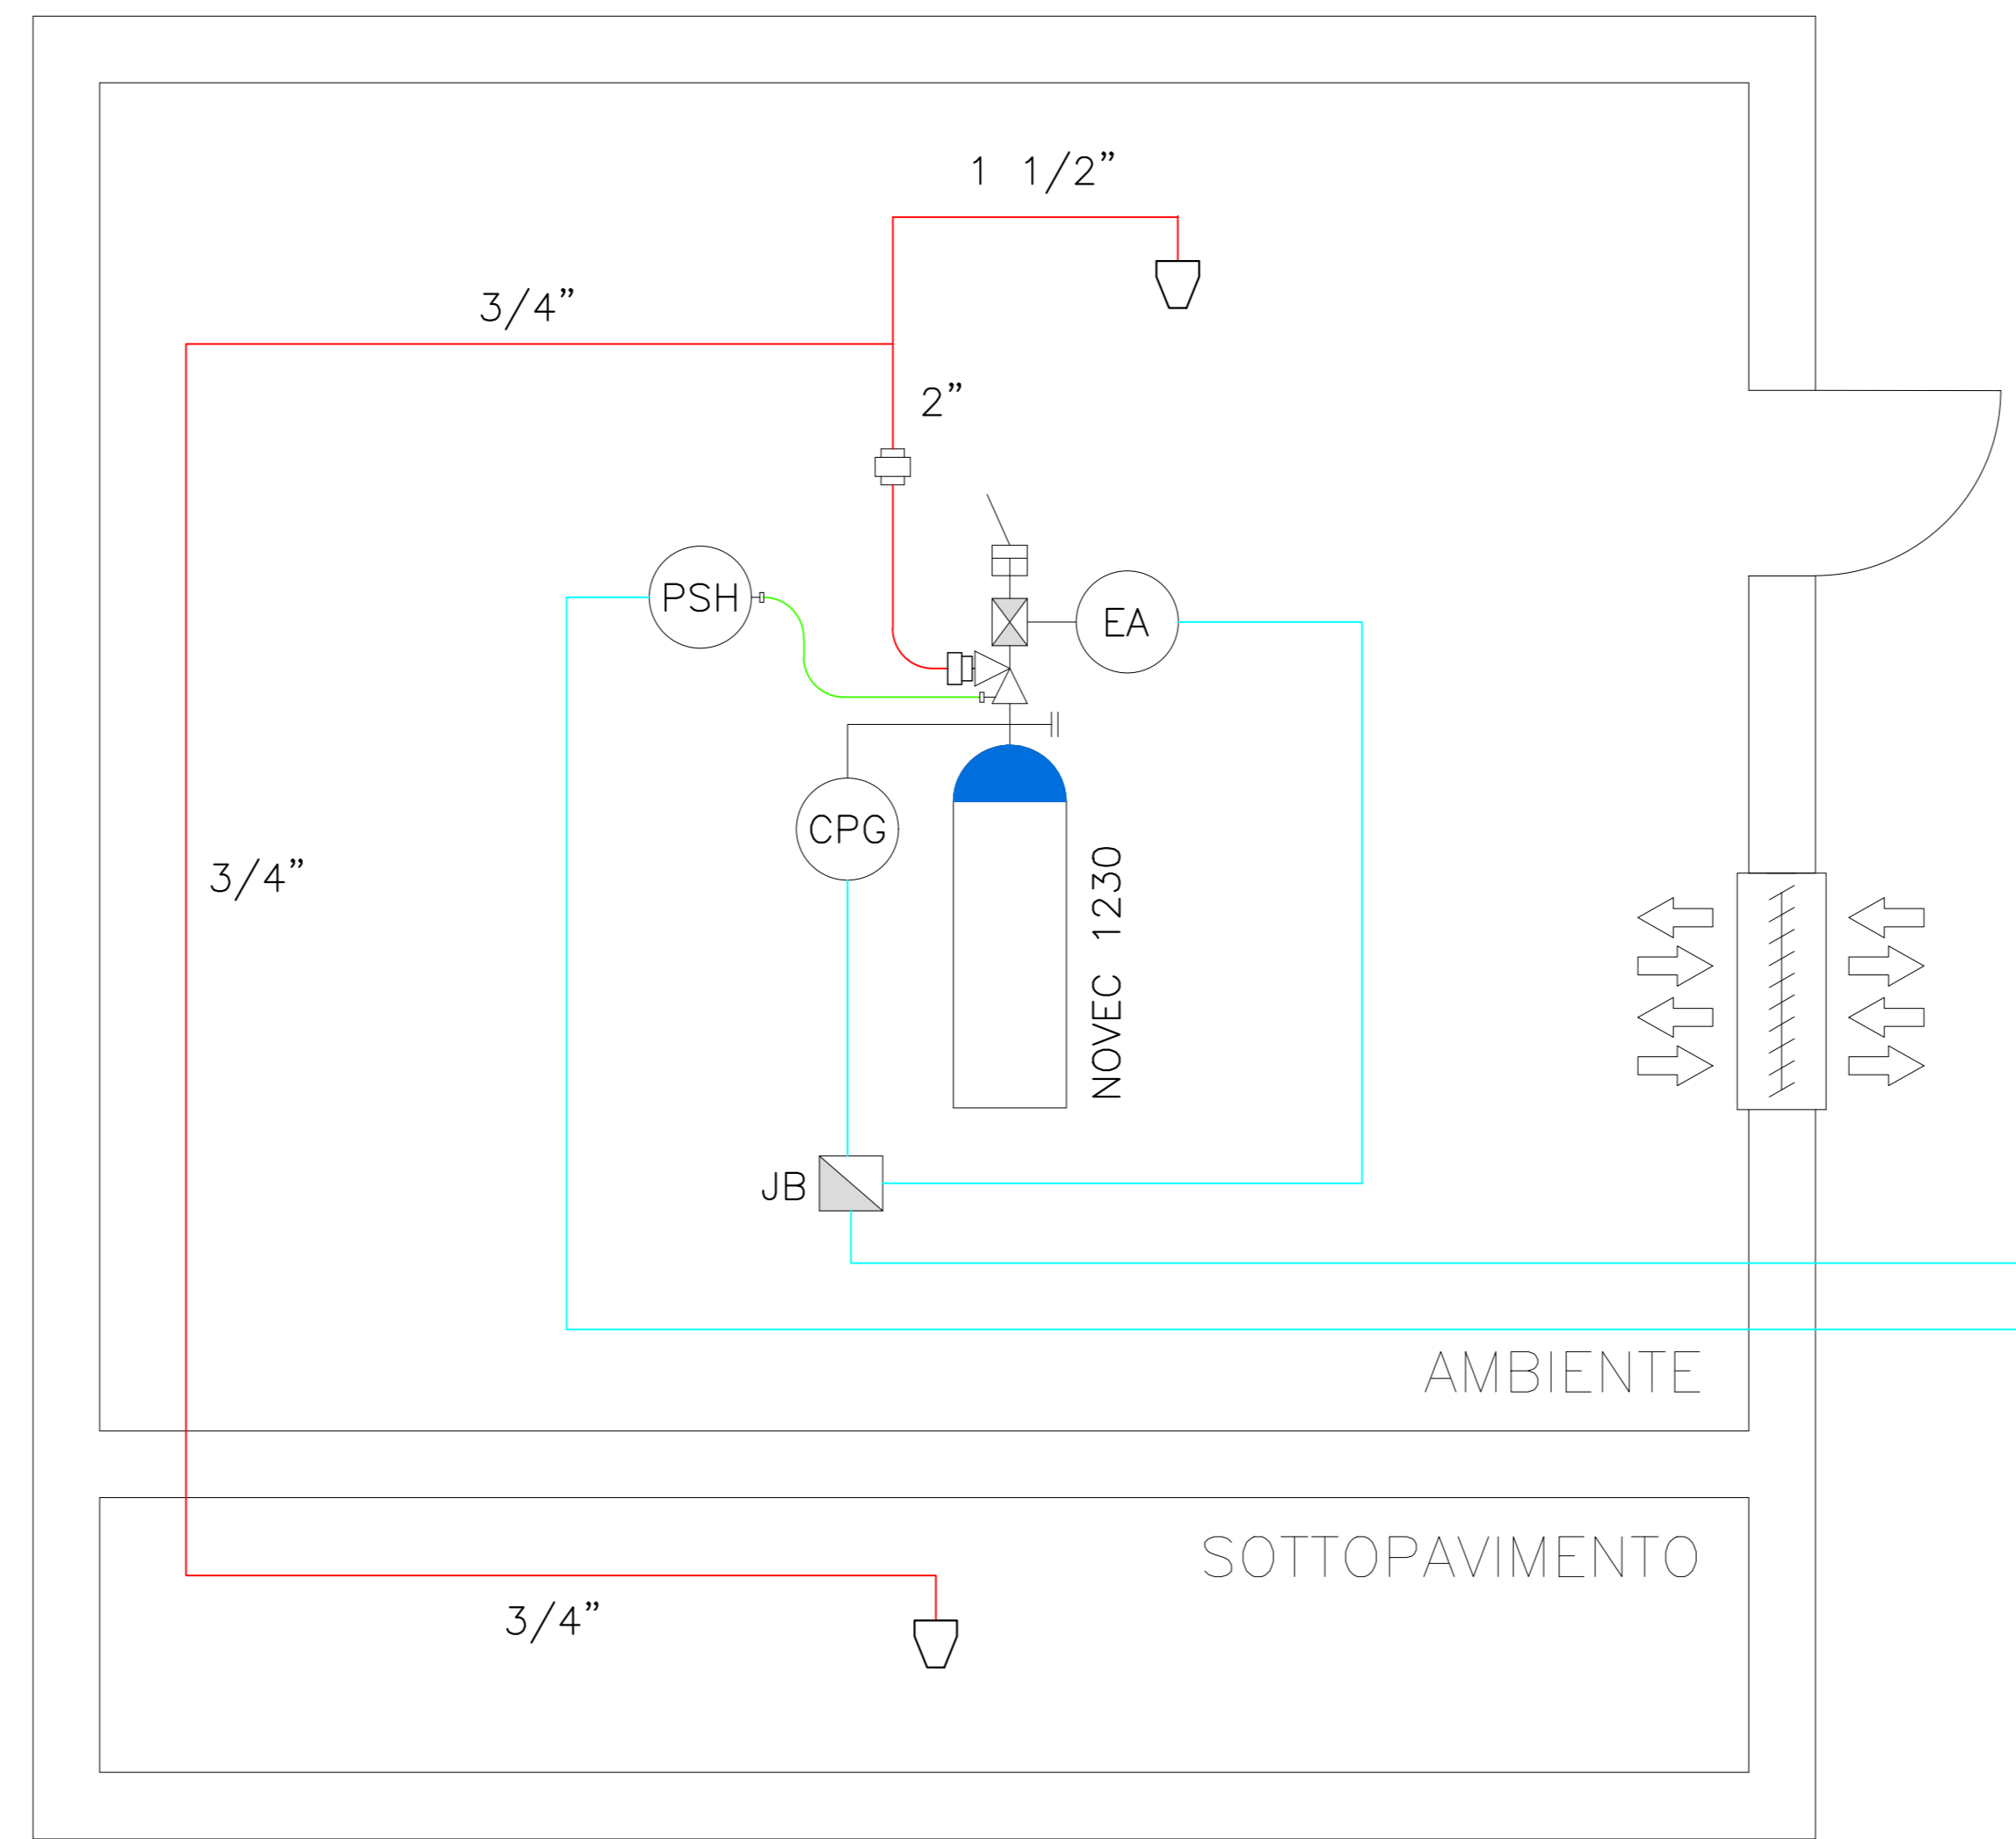 1 1/2”
3/4”
2”
PSH
EA
CPG
3/4”
NOVEC 1230
JB
AMBIENTE
SOTTOPAVIMENTO
3/4”